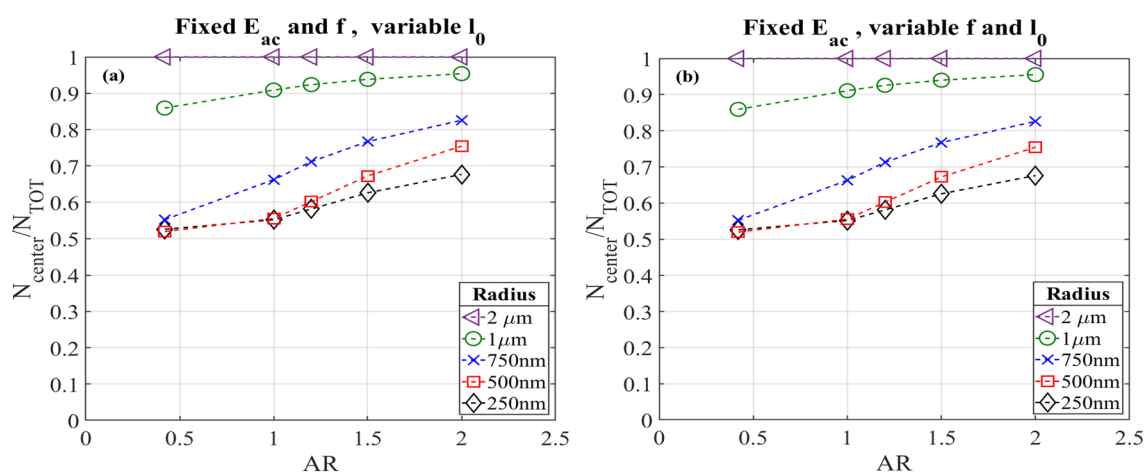 Fixed E_ac and f , variable l_0
(a)
N_center/N_TOT
1
0.9
0.8
0.7
0.6
0.5
0.4
0.3
0.2
0.1
0
0 0.5 1 1.5 2 2.5
AR
Radius
2 μm
1μm
750nm
500nm
250nm
Fixed E_ac , variable f and l_0
(b)
N_center/N_TOT
1
0.9
0.8
0.7
0.6
0.5
0.4
0.3
0.2
0.1
0
0 0.5 1 1.5 2 2.5
AR
Radius
2 μm
1μm
750nm
500nm
250nm